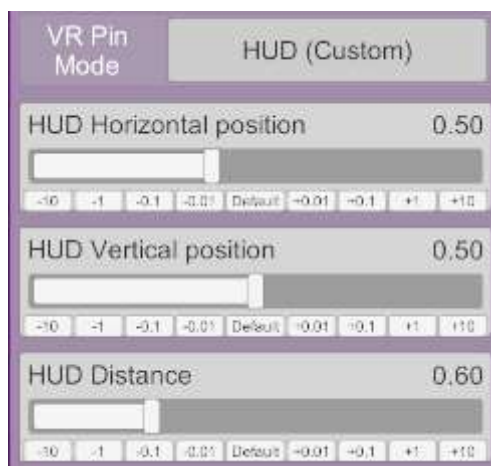 VR Pin
Mode
HUD (Custom)
HUD Horizontal position 0.50
-10 -1 -0.1 -0.01 Default +0.01 +0.1 +1 +10
HUD Vertical position 0.50
-10 -1 -0.1 -0.01 Default +0.01 +0.1 +1 +10
HUD Distance 0.60
-10 -1 -0.1 -0.01 Default +0.01 +0.1 +1 +10